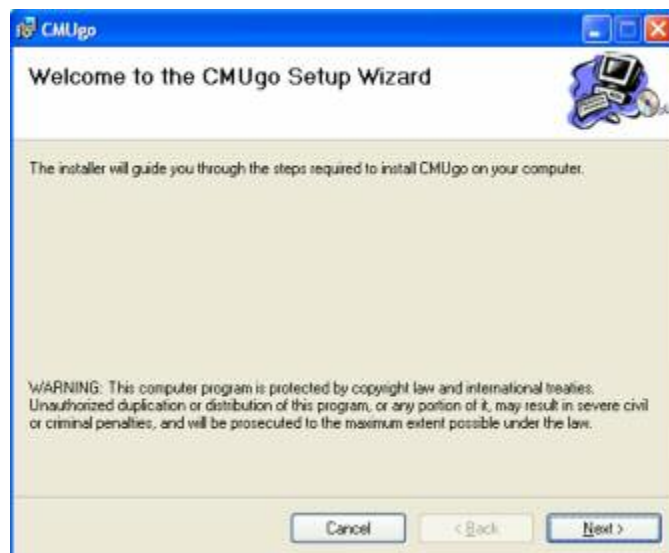 CMUgo
Welcome to the CMUgo Setup Wizard
The installer will guide you through the steps required to install CMUgo on your computer.
WARNING: This computer program is protected by copyright law and international treaties.
Unauthorized duplication or distribution of this program, or any portion of it, may result in severe civil
or criminal penalties, and will be prosecuted to the maximum extent possible under the law.
Cancel
< Back
Next >